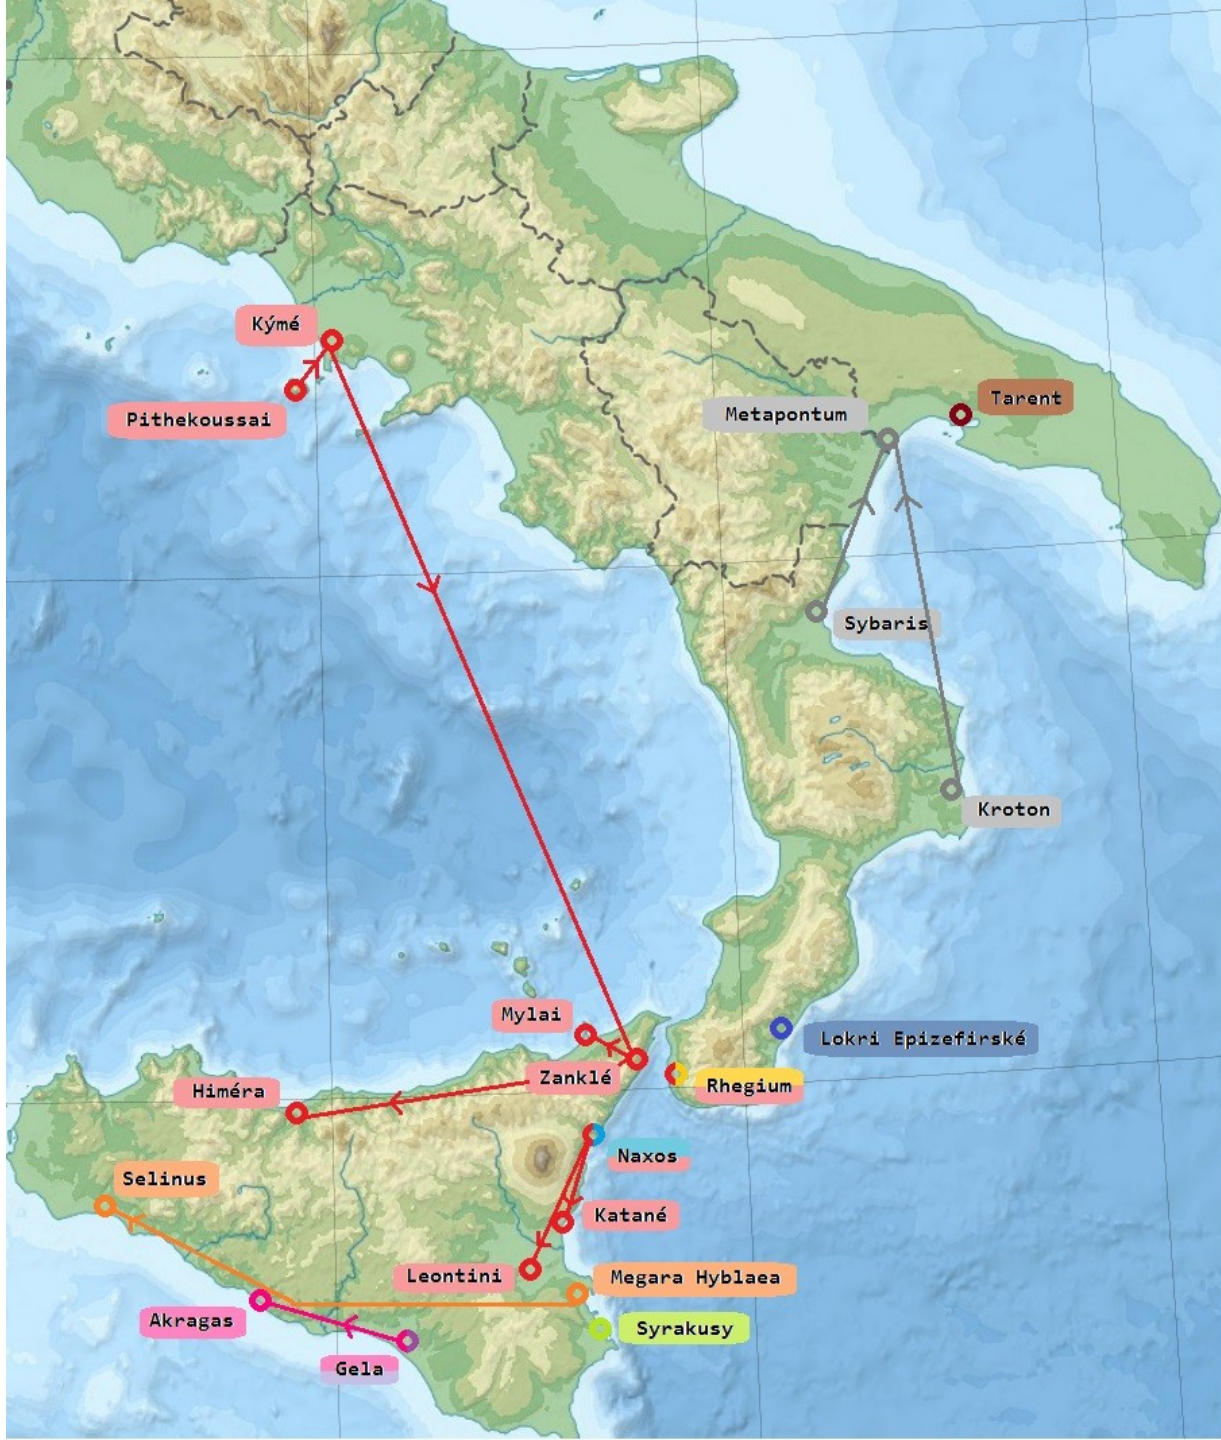 Kýmé
Pithekoussai
Tarent
Metapontum
Sybaris
Kroton
Mylai
Lokri Epizefirské
Zanklé
Rhegium
Himéra
Naxos
Selinus
Katané
Leontini
Megara Hyblaea
Akragas
Syrakusy
Gela